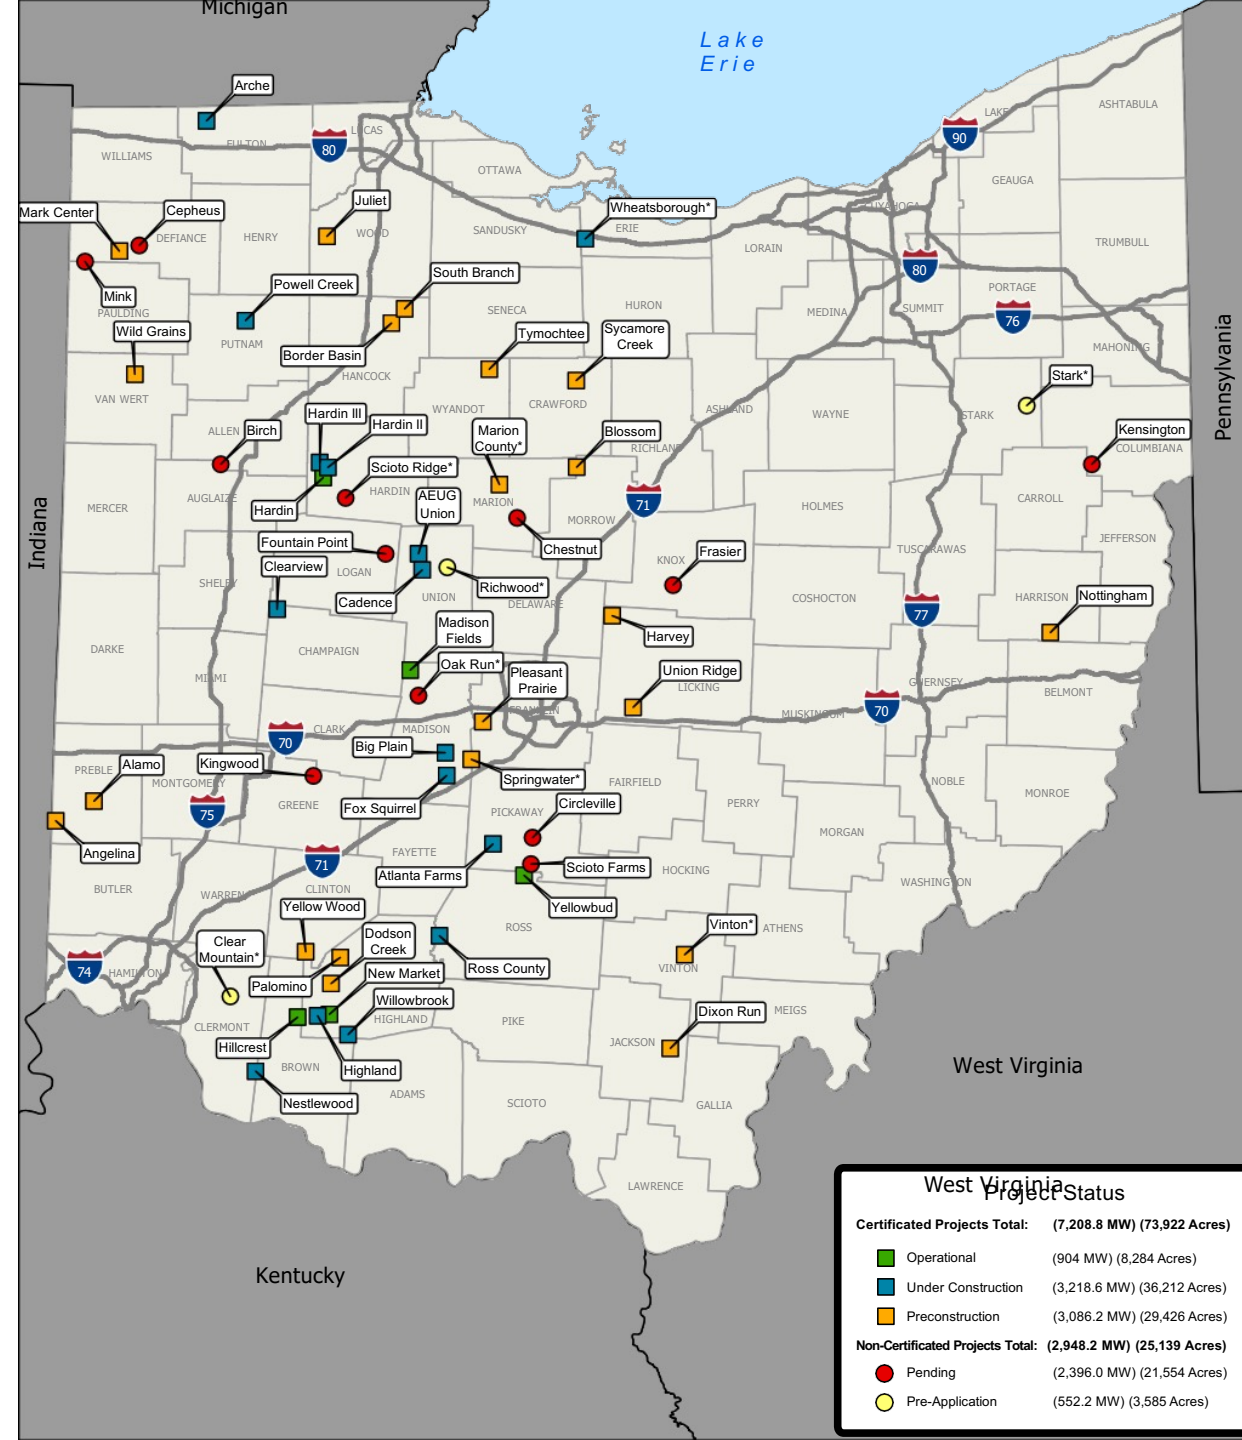 Michigan
Lake
Erie
Arche
ASHTABULA
LAKE
90
LUCAS
FULTON
80
WILLIAMS
OTTAWA
GEAUGA
Juliet
CUYAHOGA
Mark Center
Cepheus
Wheatsborough*
ERIE
SANDUSKY
WOOD
DEFIANCE
HENRY
TRUMBULL
LORAIN
80
South Branch
Powell Creek
PORTAGE
Mink
PAULDING
SENECA
HURON
MEDINA
SUMMIT
76
Wild Grains
Tymochtee
Sycamore
Creek
PUTNAM
MAHONING
Border Basin
HANCOCK
Stark*
Pennsylvania
VAN WERT
CRAWFORD
WYANDOT
ASHLAND
WAYNE
STARK
Hardin III
Hardin II
Marion
County*
Blossom
Kensington
ALLEN
Birch
RICHLAND
COLUMBIANA
Scioto Ridge*
HARDIN
AUGLAIZE
AEUG
Union
MARION
CARROLL
71
MERCER
Hardin
HOLMES
MORROW
Indiana
JEFFERSON
Fountain Point
Chestnut
Frasier
TUSCARAWAS
KNOX
Clearview
LOGAN
SHELBY
Richwood*
Cadence
UNION
DELAWARE
COSHOCTON
HARRISON
Nottingham
77
Madison
Fields
Harvey
DARKE
CHAMPAIGN
Oak Run*
Pleasant
Prairie
Union Ridge
LICKING
MIAMI
GUERNSEY
BELMONT
70
FRANKLIN
MUSKINGUM
CLARK
MADISON
70
Big Plain
Kingwood
Alamo
PREBLE
MONTGOMERY
Springwater*
FAIRFIELD
NOBLE
MONROE
GREENE
Fox Squirrel
Circleville
PERRY
75
PICKAWAY
MORGAN
Angelina
71
FAYETTE
Scioto Farms
HOCKING
Atlanta Farms
WASHINGTON
BUTLER
WARREN
CLINTON
Yellow Wood
Yellowbud
ROSS
Vinton*
ATHENS
Clear
Mountain*
Dodson
Creek
74
HAMILTON
New Market
Ross County
VINTON
Palomino
Willowbrook
Dixon Run
MEIGS
CLERMONT
HIGHLAND
PIKE
JACKSON
Hillcrest
BROWN
Highland
West Virginia
Nestlewood
ADAMS
SCIOTO
GALLIA
LAWRENCE
West Virginia
Project Status
Certificated Projects Total: (7,208.8 MW) (73,922 Acres)
Operational (904 MW) (8,284 Acres)
Under Construction (3,218.6 MW) (36,212 Acres)
Preconstruction (3,086.2 MW) (29,426 Acres)
Non-Certificated Projects Total: (2,948.2 MW) (25,139 Acres)
Pending (2,396.0 MW) (21,554 Acres)
Pre-Application (552.2 MW) (3,585 Acres)
Kentucky